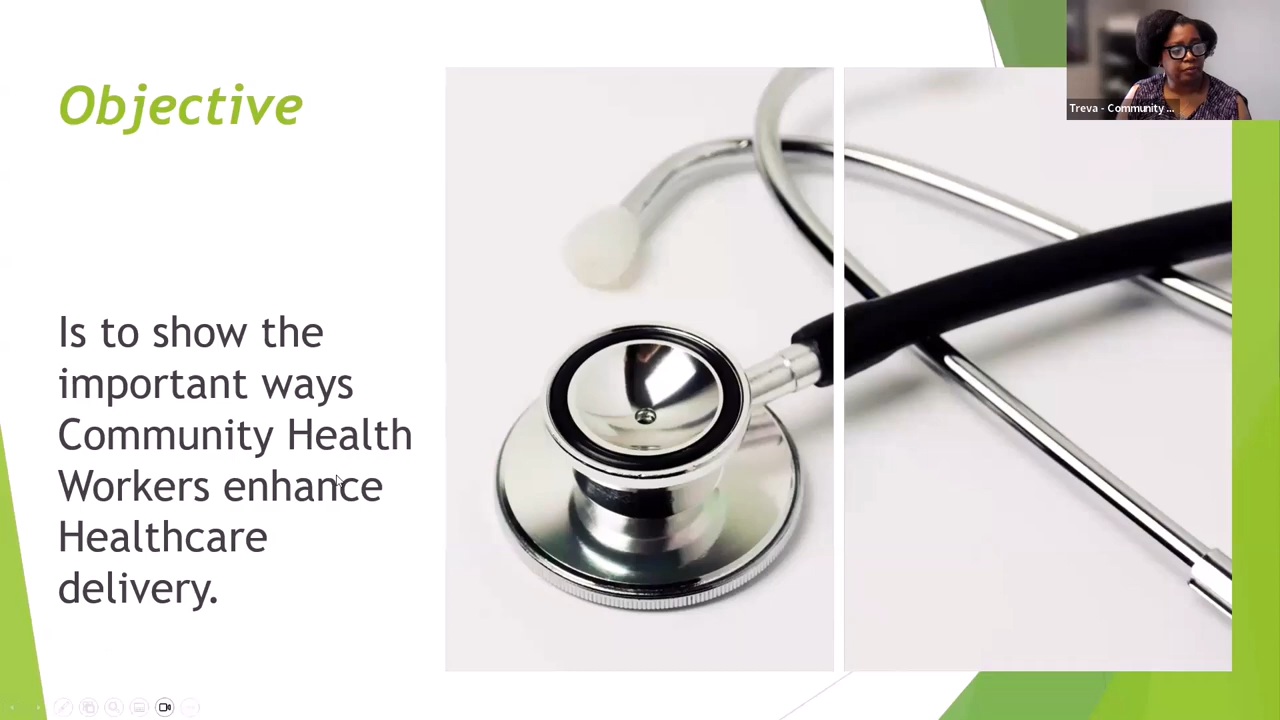 Objective
Is to show the
important ways
Community Health
Workers enhance
Healthcare
delivery.
Treva - Community ...